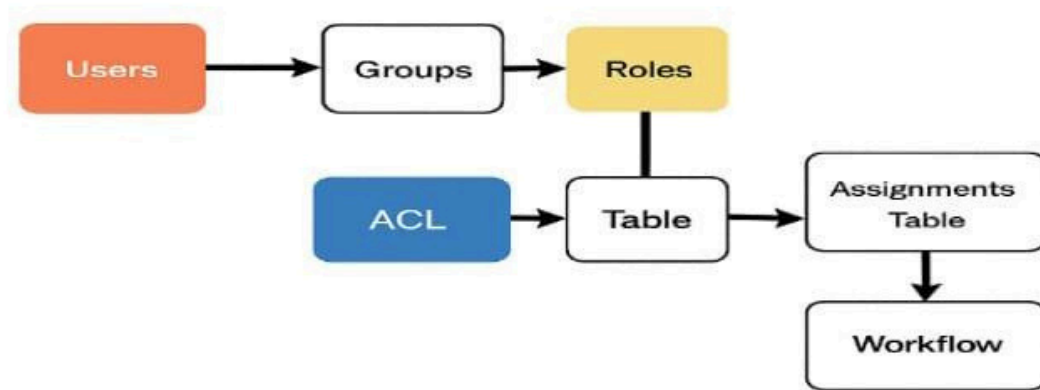 Users
Groups
Roles
ACL
Table
Assignments
Table
Workflow